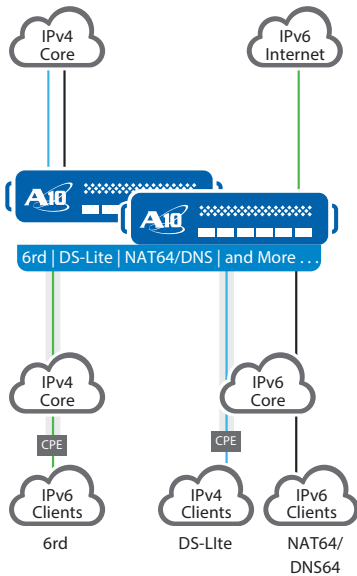 IPv4
Core
IPv6
Internet
A10
A10
6rd | DS-Lite | NAT64/DNS | and More . . .
IPv4
Core
IPv6
Core
CPE
CPE
IPv6
Clients
IPv4
Clients
IPv6
Clients
6rd
DS-LIte
NAT64/
DNS64